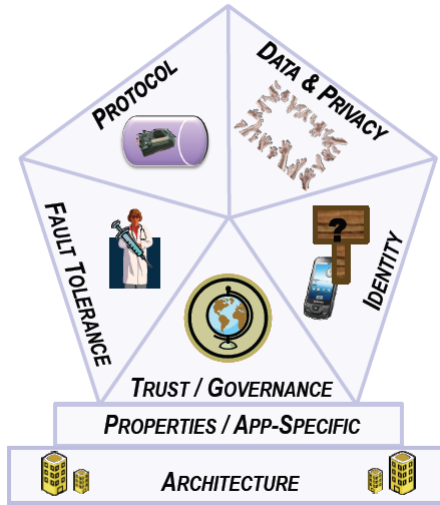 PROTOCOL
DATA & PRIVACY
FAULT TOLERANCE
?
IDENTITY
TRUST / GOVERNANCE
PROPERTIES / APP-SPECIFIC
ARCHITECTURE